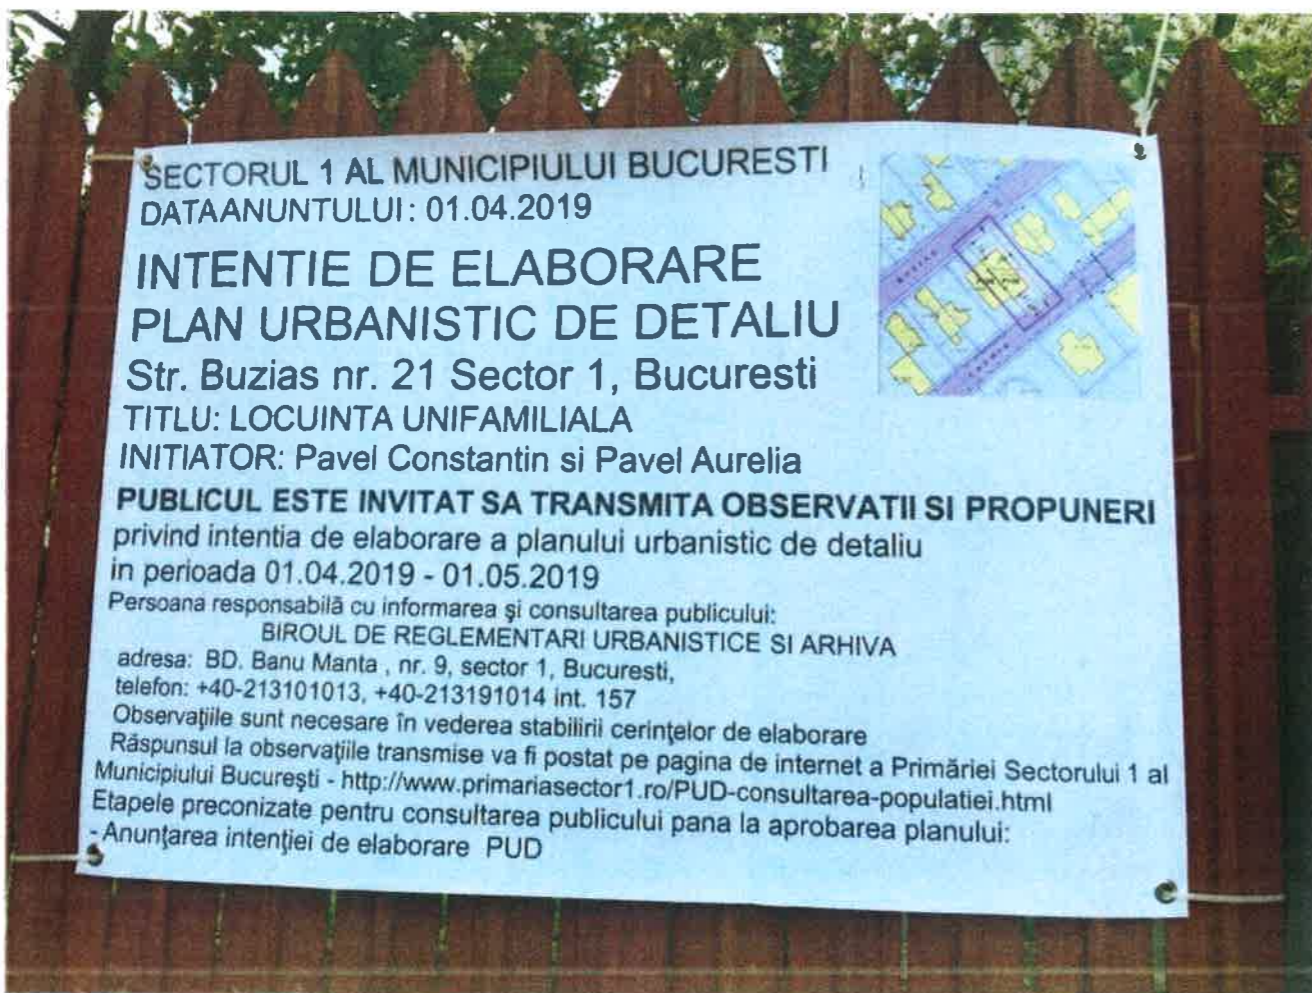 SECTORUL 1 AL MUNICIPIULUI BUCURESTI
DATA ANUNTULUI: 01.04.2019
INTENTIE DE ELABORARE
PLAN URBANISTIC DE DETALIU
Str. Buzias nr. 21 Sector 1, Bucuresti
TITLU: LOCUINTA UNIFAMILIALA
INITIATOR: Pavel Constantin si Pavel Aurelia
PUBLICUL ESTE INVITAT SA TRANSMITA OBSERVATII SI PROPUNERI
privind intentia de elaborare a planului urbanistic de detaliu
in perioada 01.04.2019 - 01.05.2019
Persoana responsabilă cu informarea şi consultarea publicului:
BIROUL DE REGLEMENTARI URBANISTICE SI ARHIVA
adresa: BD. Banu Manta , nr. 9, sector 1, Bucuresti,
telefon: +40-213101013, +40-213191014 int. 157
Observaţiile sunt necesare în vederea stabilirii cerinţelor de elaborare
Răspunsul la observaţiile transmise va fi postat pe pagina de internet a Primăriei Sectorului 1 al
Municipiului Bucureşti - http://www.primariasector1.ro/PUD-consultarea-populatiei.html
Etapele preconizate pentru consultarea publicului pana la aprobarea planului:
- Anunţarea intenţiei de elaborare PUD